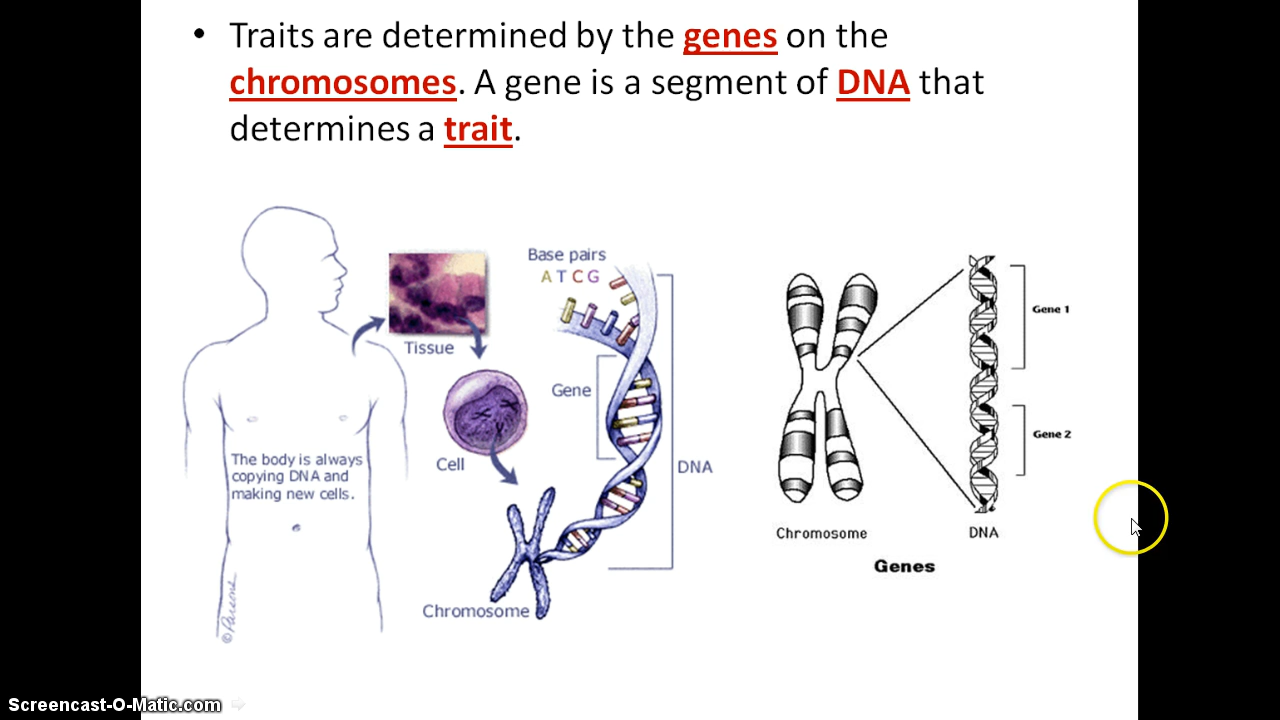 • Traits are determined by the genes on the
chromosomes. A gene is a segment of DNA that
determines a trait.
Base pairs
A T C G
Tissue
Gene
Cell
DNA
The body is always
copying DNA and
making new cells.
Chromosome
©Parsons
Gene 1
Gene 2
Chromosome
DNA
Genes
Screencast-O-Matic.com